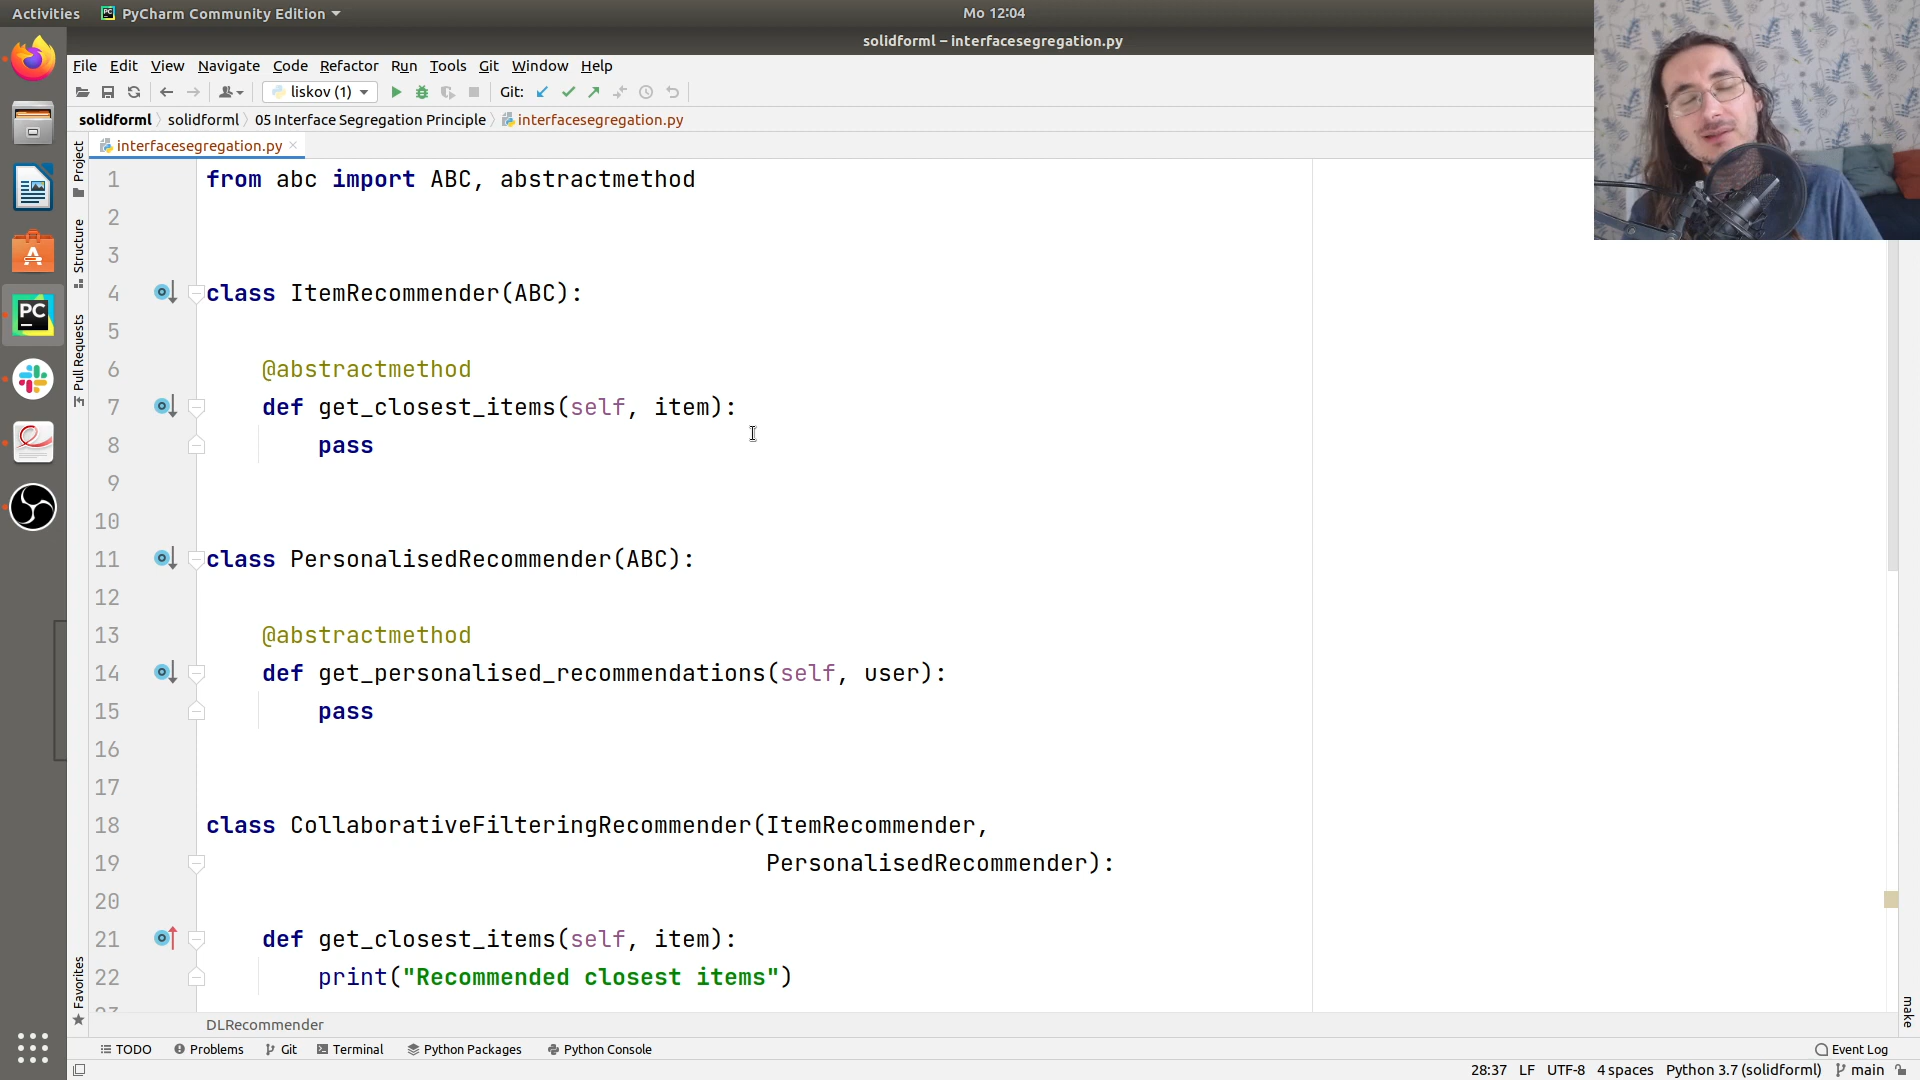 Activities PyCharm Community Edition Mo 12:04
solidforml – interfacesegregation.py
File Edit View Navigate Code Refactor Run Tools Git Window Help
liskov (1) Git:
solidforml solidforml 05 Interface Segregation Principle interfacesegregation.py
interfacesegregation.py
Project
Structure
Pull Requests
Favorites
1 from abc import ABC, abstractmethod
2
3
4 class ItemRecommender(ABC):
5
6 @abstractmethod
7 def get_closest_items(self, item):
8 pass
9
10
11 class PersonalisedRecommender(ABC):
12
13 @abstractmethod
14 def get_personalised_recommendations(self, user):
15 pass
16
17
18 class CollaborativeFilteringRecommender(ItemRecommender,
19 PersonalisedRecommender):
20
21 def get_closest_items(self, item):
22 print("Recommended closest items")
make
DLRecommender
TODO Problems Git Terminal Python Packages Python Console Event Log
28:37 LF UTF-8 4 spaces Python 3.7 (solidforml) main